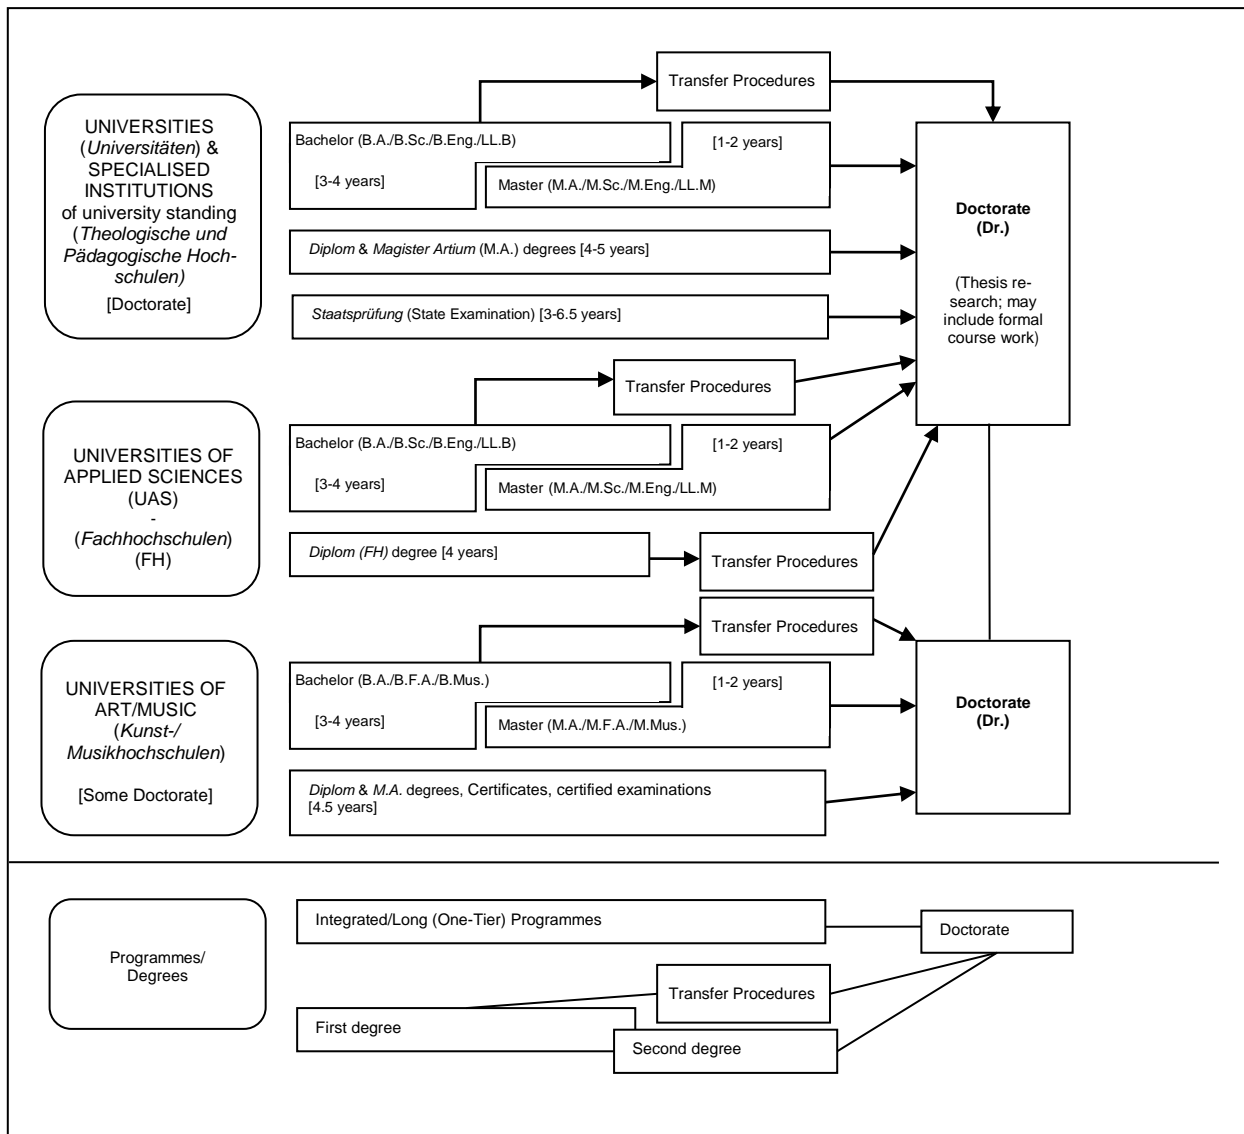 Transfer Procedures
UNIVERSITIES
(Universitäten) &
SPECIALISED
INSTITUTIONS
of university standing
(Theologische und
Pädagogische Hoch-
schulen)
[Doctorate]
Bachelor (B.A./B.Sc./B.Eng./LL.B)
[3-4 years]
[1-2 years]
Master (M.A./M.Sc./M.Eng./LL.M)
Diplom & Magister Artium (M.A.) degrees [4-5 years]
Staatsprüfung (State Examination) [3-6.5 years]
Doctorate
(Dr.)
(Thesis re-
search; may
include formal
course work)
Transfer Procedures
UNIVERSITIES OF
APPLIED SCIENCES
(UAS)
-
(Fachhochschulen)
(FH)
Bachelor (B.A./B.Sc./B.Eng./LL.B)
[3-4 years]
[1-2 years]
Master (M.A./M.Sc./M.Eng./LL.M)
Diplom (FH) degree [4 years]
Transfer Procedures
Transfer Procedures
UNIVERSITIES OF
ART/MUSIC
(Kunst-/
Musikhochschulen)
[Some Doctorate]
Bachelor (B.A./B.F.A./B.Mus.)
[3-4 years]
[1-2 years]
Master (M.A./M.F.A./M.Mus.)
Diplom & M.A. degrees, Certificates, certified examinations
[4.5 years]
Doctorate
(Dr.)
Programmes/
Degrees
Integrated/Long (One-Tier) Programmes
Doctorate
Transfer Procedures
First degree
Second degree